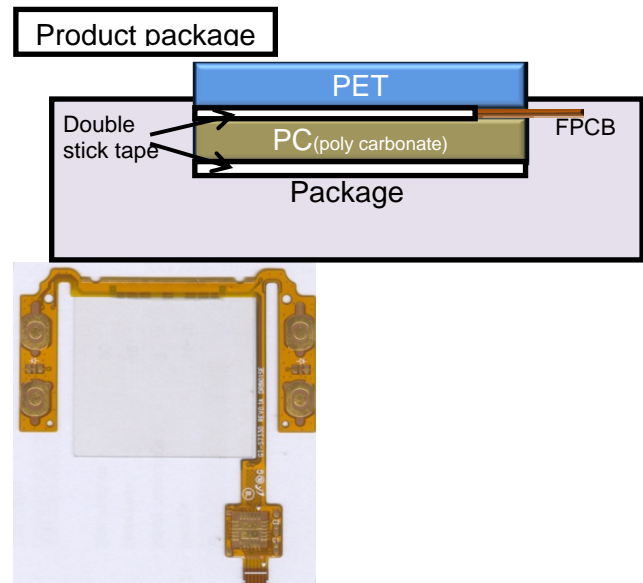 Product package
PET
Double
stick tape
FPCB
PC(poly carbonate)
Package